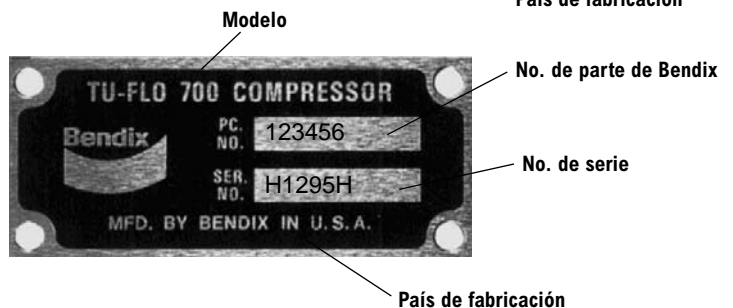 País de fabricación
Modelo
TU-FLO 700 COMPRESSOR
No. de parte de Bendix
Bendix
PC.
NO.
123456
No. de serie
SER.
NO.
H1295H
MFD. BY BENDIX IN U.S.A.
País de fabricación